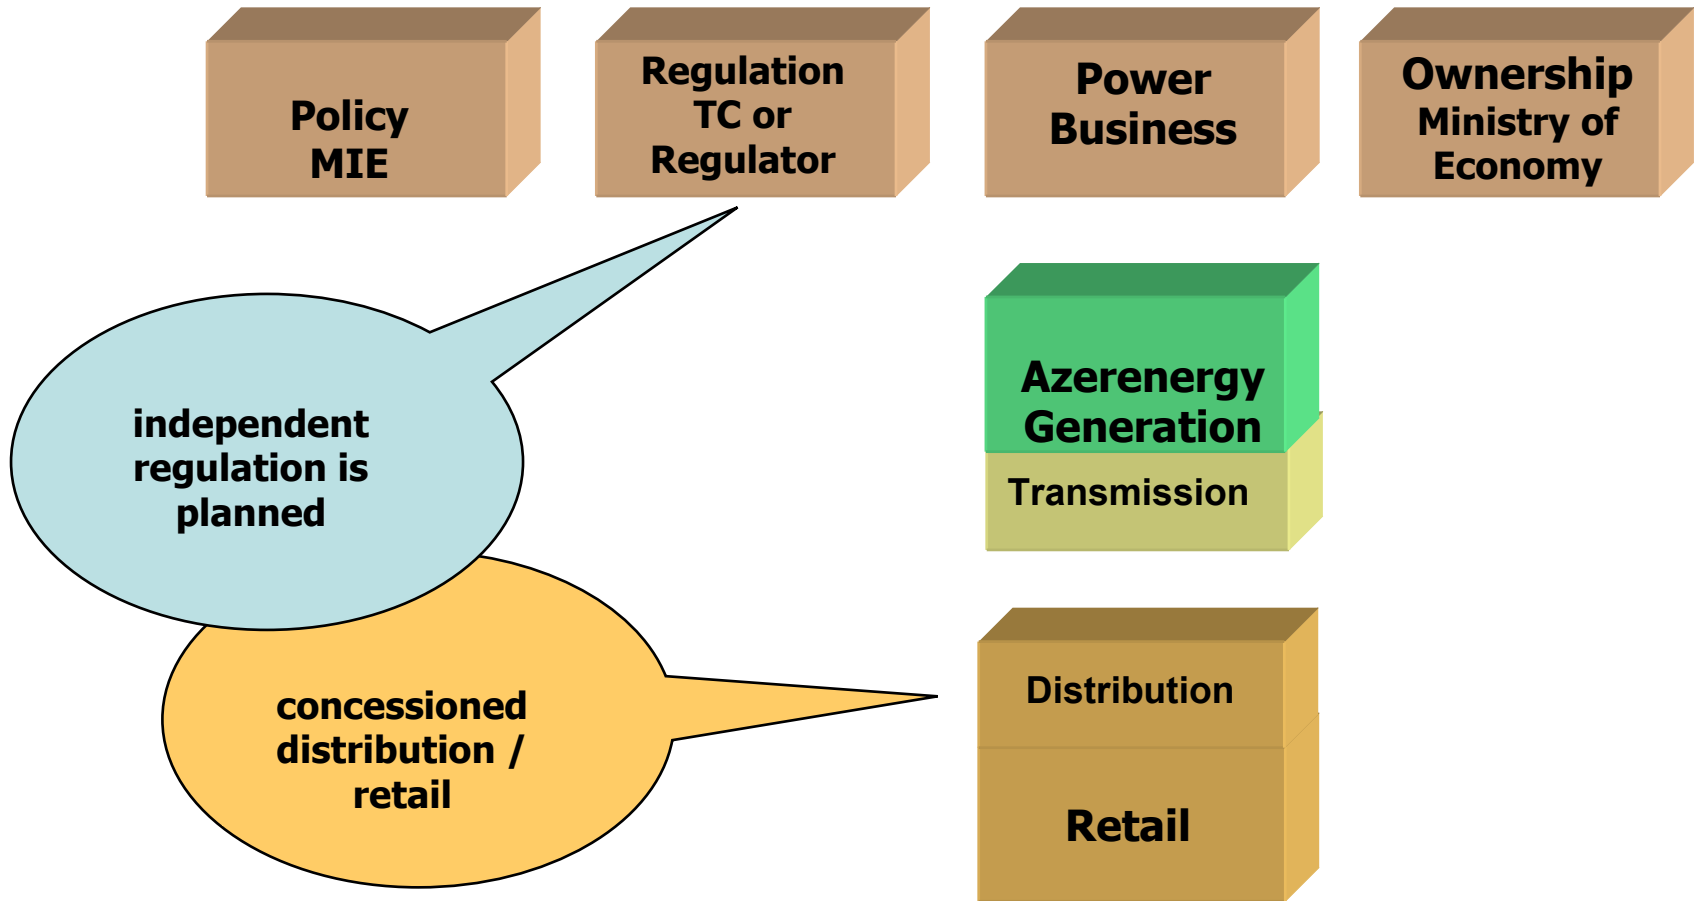 Policy
MIE
Regulation
TC or
Regulator
Power
Business
Ownership
Ministry of
Economy
independent
regulation is
planned
Azerenergy
Generation
Transmission
concessioned
distribution /
retail
Distribution
Retail